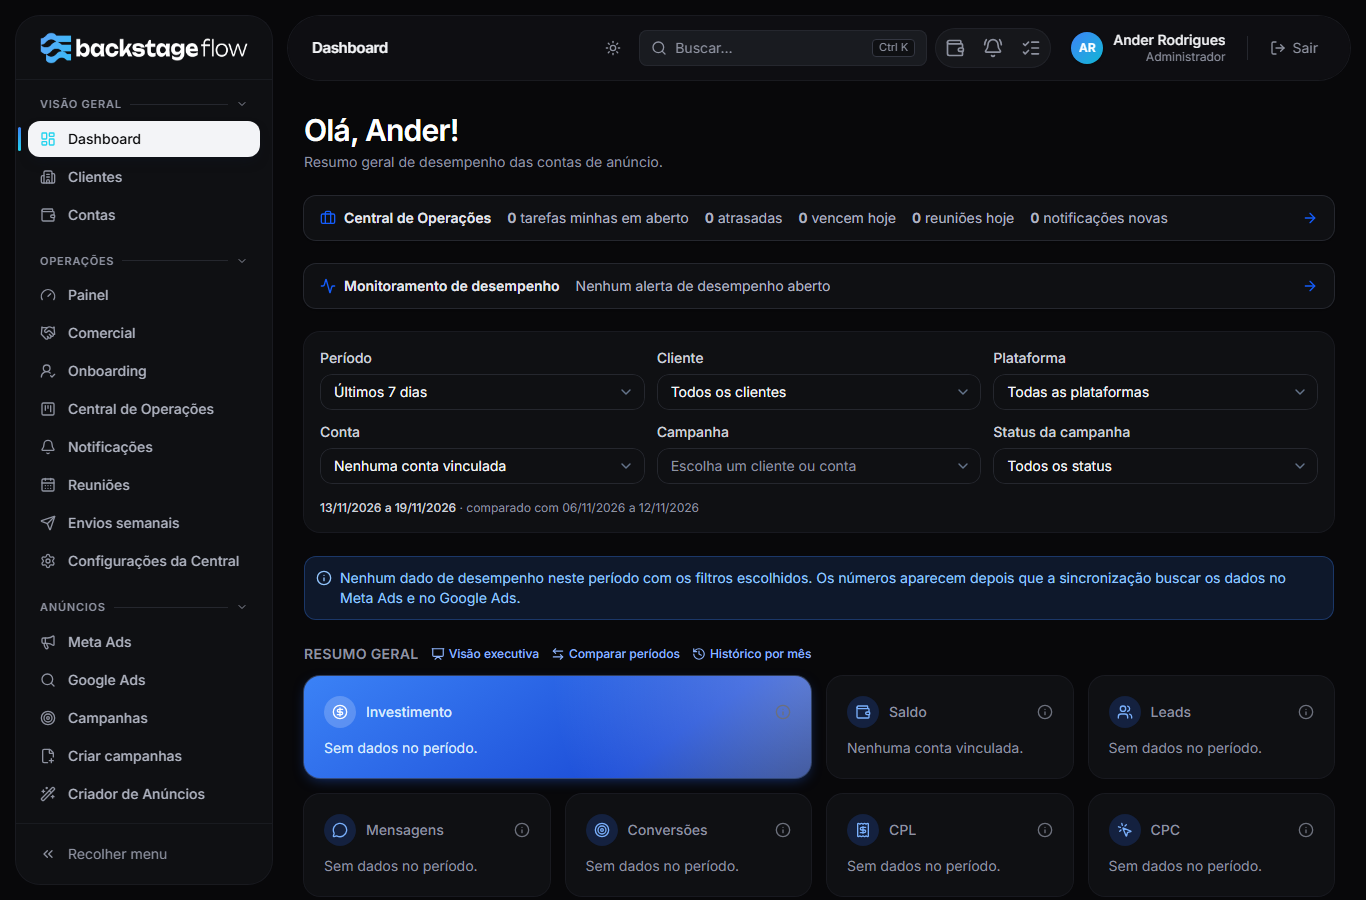 backstageflow
VISÃO GERAL
Dashboard
Clientes
Contas
OPERAÇÕES
Painel
Comercial
Onboarding
Central de Operações
Notificações
Reuniões
Envios semanais
Configurações da Central
ANÚNCIOS
Meta Ads
Google Ads
Campanhas
Criar campanhas
Criador de Anúncios
Recolher menu
Dashboard
Buscar...
Ctrl K
AR
Ander Rodrigues
Administrador
Sair
Olá, Ander!
Resumo geral de desempenho das contas de anúncio.
Central de Operações 0 tarefas minhas em aberto 0 atrasadas 0 vencem hoje 0 reuniões hoje 0 notificações novas
Monitoramento de desempenho Nenhum alerta de desempenho aberto
Período Cliente Plataforma
Últimos 7 dias Todos os clientes Todas as plataformas
Conta Campanha Status da campanha
Nenhuma conta vinculada Escolha um cliente ou conta Todos os status
13/11/2026 a 19/11/2026 · comparado com 06/11/2026 a 12/11/2026
Nenhum dado de desempenho neste período com os filtros escolhidos. Os números aparecem depois que a sincronização buscar os dados no
Meta Ads e no Google Ads.
RESUMO GERAL Visão executiva Comparar períodos Histórico por mês
Investimento
Sem dados no período.
Saldo
Nenhuma conta vinculada.
Leads
Sem dados no período.
Mensagens
Sem dados no período.
Conversões
Sem dados no período.
CPL
Sem dados no período.
CPC
Sem dados no período.